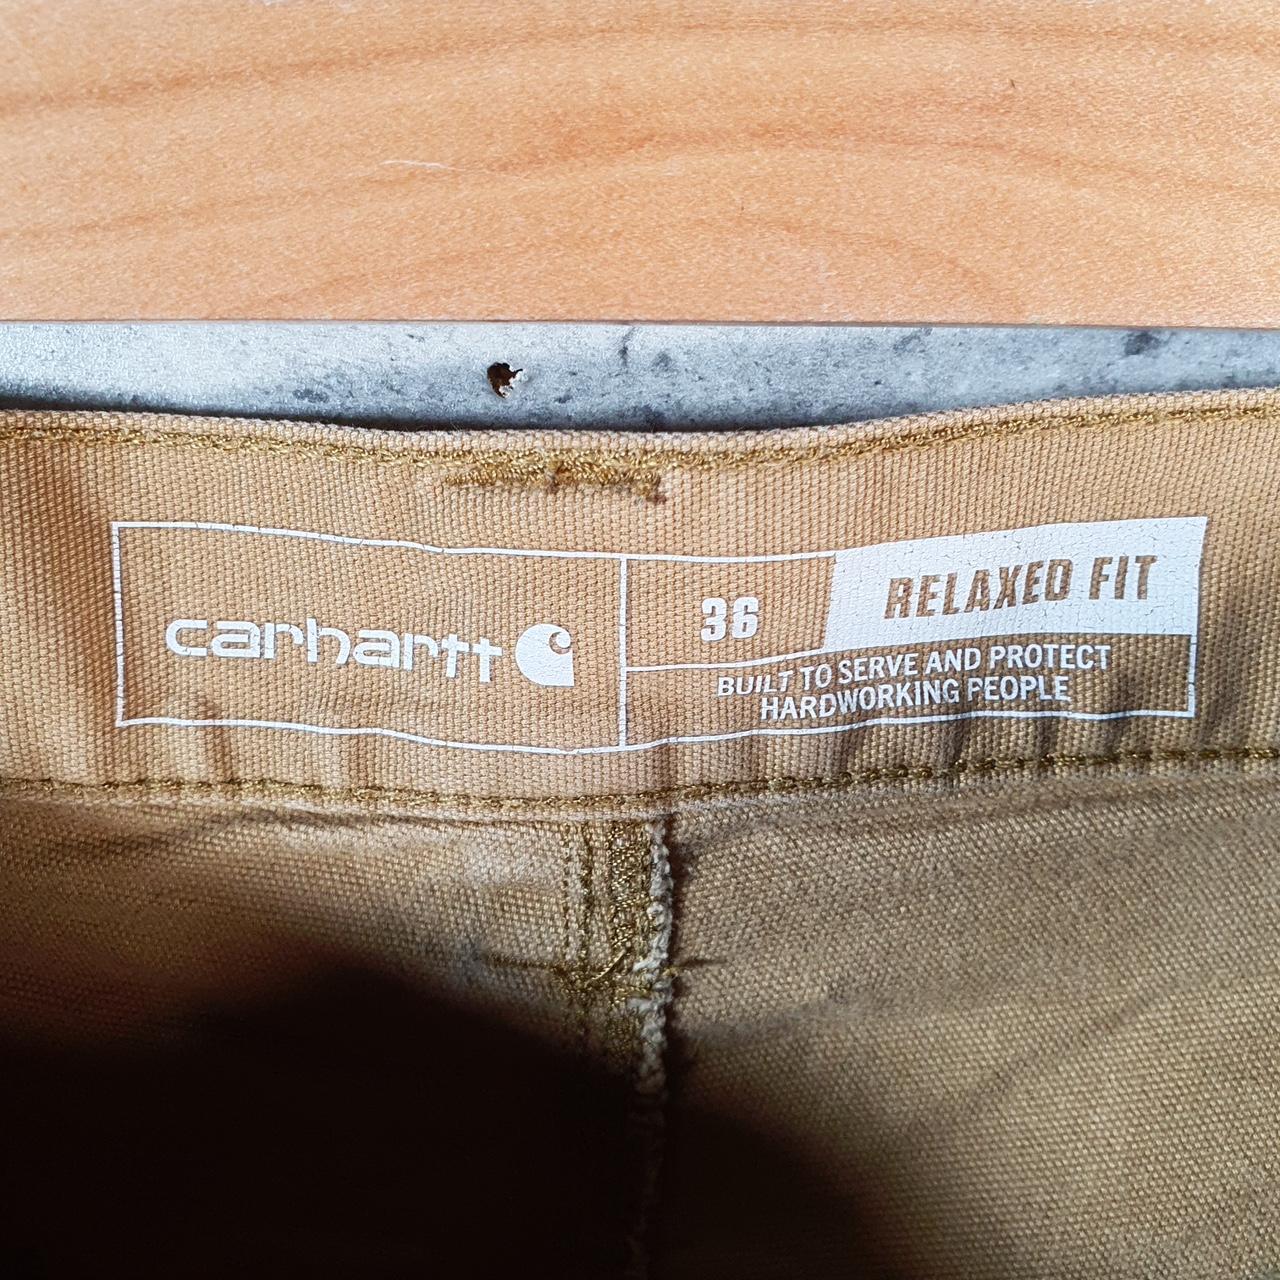 carhartt
36
RELAXED FIT
BUILT TO SERVE AND PROTECT
HARDWORKING PEOPLE